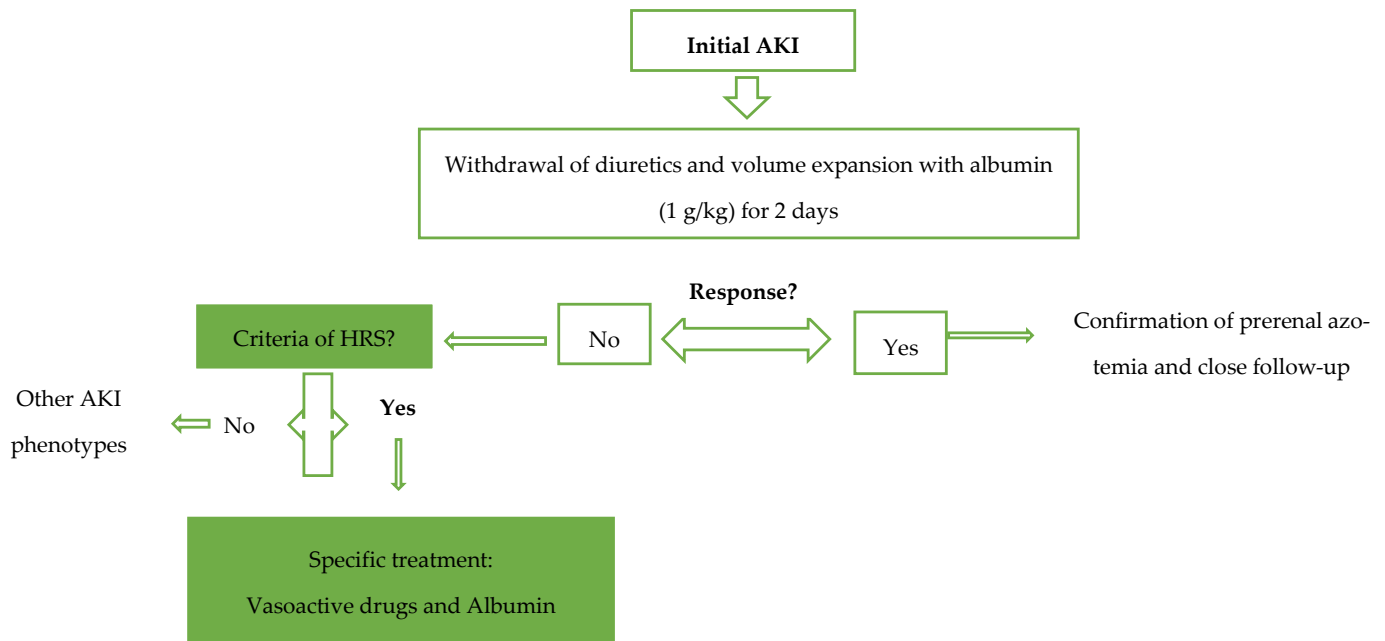 Initial AKI
Withdrawal of diuretics and volume expansion with albumin
(1 g/kg) for 2 days
Response?
Criteria of HRS?
No
Yes
Confirmation of prerenal azo-
temia and close follow-up
Other AKI
phenotypes
No
Yes
Specific treatment:
Vasoactive drugs and Albumin